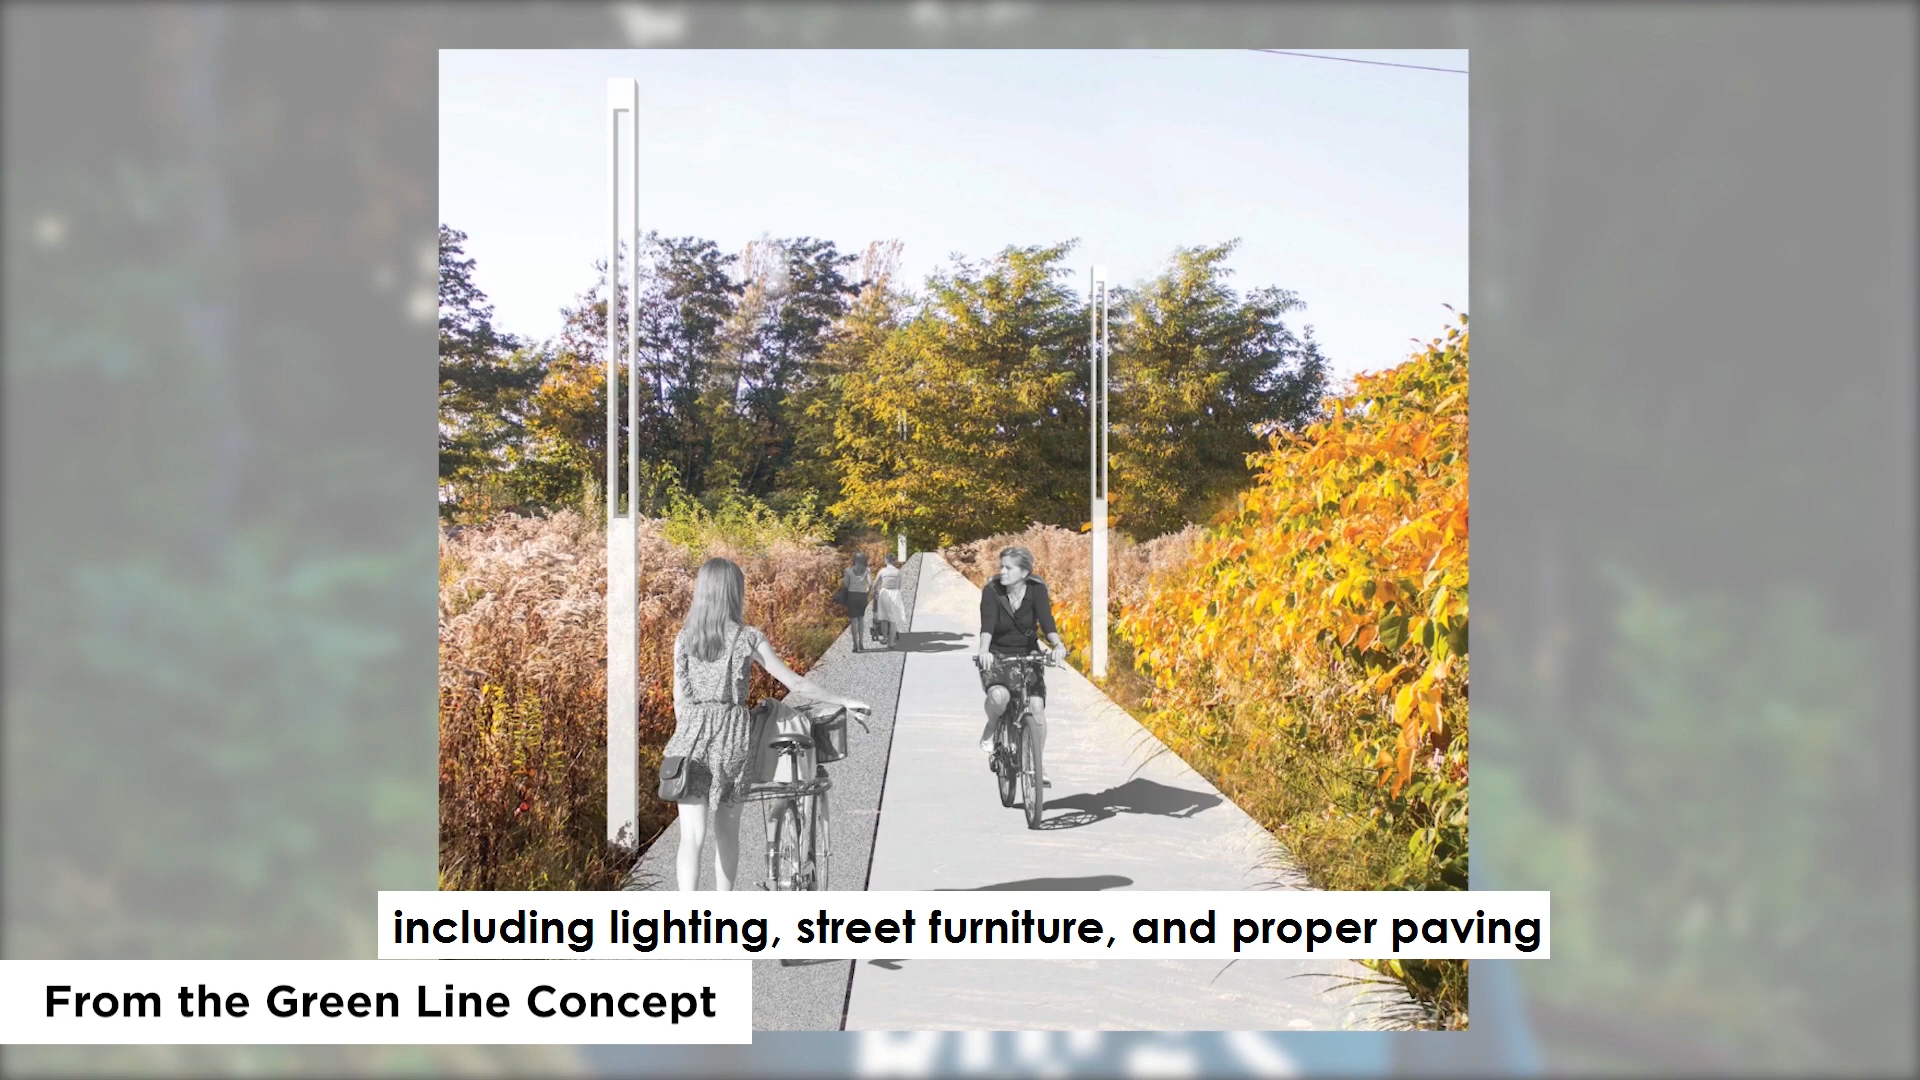 including lighting, street furniture, and proper paving
From the Green Line Concept